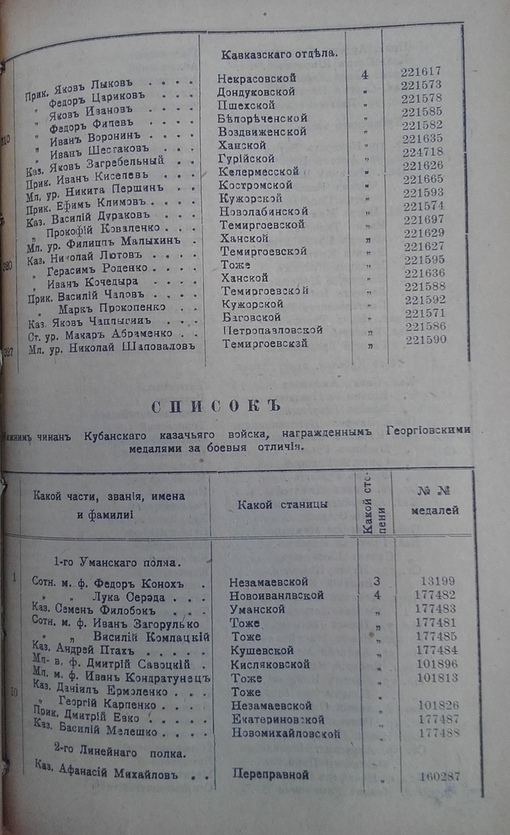 Кавказскаго отдѣла.
Прик. Яковъ Лыковъ . . . . Некрасовской 4 221617
„ Федоръ Цариковъ . . . Дондуковской „ 221573
„ Яковъ Изановъ . . . Пшехской „ 221578
„ Федоръ Филевъ . . . Бѣлорѣченской „ 221585
„ Иванъ Воронинъ . . . Воздвиженской „ 221582
„ Иванъ Шестаковъ . . . Ханской „ 221635
Каз. Яковъ Загребельный . . Гурійской „ 224718
Прик. Иванъ Киселевъ . . . Келермесской „ 221626
Мл. ур. Никита Першинъ . . Костромской „ 221665
Прик. Ефимъ Климовъ . . . Кужорской „ 221593
Каз. Василій Дураковъ . . . Новолабинской „ 221574
„ Прокофій Коваленко . . Темиргоевской „ 221697
Мл. ур. Филиппъ Малыхинъ . Ханской „ 221629
Каз. Николай Лютовъ . . . . Темиргоевской „ 221627
„ Герасимъ Роденко . . . Тоже „ 221595
„ Иванъ Кочедыра . . . . Ханской „ 221636
Прик. Василій Чаповъ . . . . Темиргоевской „ 221588
„ Маркъ Прокопенко . . Кужорской „ 221592
Каз. Яковъ Чаплыгинъ . . . Баговской „ 221571
Ст. ур. Макаръ Абраменко . . Петропавловской „ 221586
327 Мл. ур. Николай Шаповаловъ Темиргоевской „ 221590
СПИСОКЪ
нижнимъ чинамъ Кубанскаго казачьяго войска, награжденнымъ Георгіовскими
медалями за боевыя отличія.
Какой части, званія, имена
и фамиліи
Какой станицы
Какой сте-
пени
№ №
медалей
1-го Уманскаго полка.
1 Сотн. м. ф. Федоръ Конохъ . Незамаевской 3 13199
„ „ Лука Серэда . . . Новоиванлвской 4 177482
Каз. Семенъ Филобокъ . . . Уманской „ 177483
Сотн. м. ф. Иванъ Загорулько Тоже „ 177481
„ „ Василій Компацкій Тоже „ 177485
Каз. Андрей Птахъ . . . . . Кущевской „ 177484
Мл- в. ф. Дмитрій Савоцкій . Кисляковской „ 101896
Мл. м. ф. Иванъ Кондратунецъ Тоже „ 101813
Каз. Даніилъ Ермоленко . . . Тоже
10 „ Георгій Карпенко . . . Незамаевской „ 101826
Прик. Дмитрій Езко . . . . . Екатериновской „ 177487
Каз. Василій Мелешко . . . . Новомихайловской „ 177488
2-го Линейнаго полка.
Каз. Афанасій Михайловъ . . Переправной „ 160287